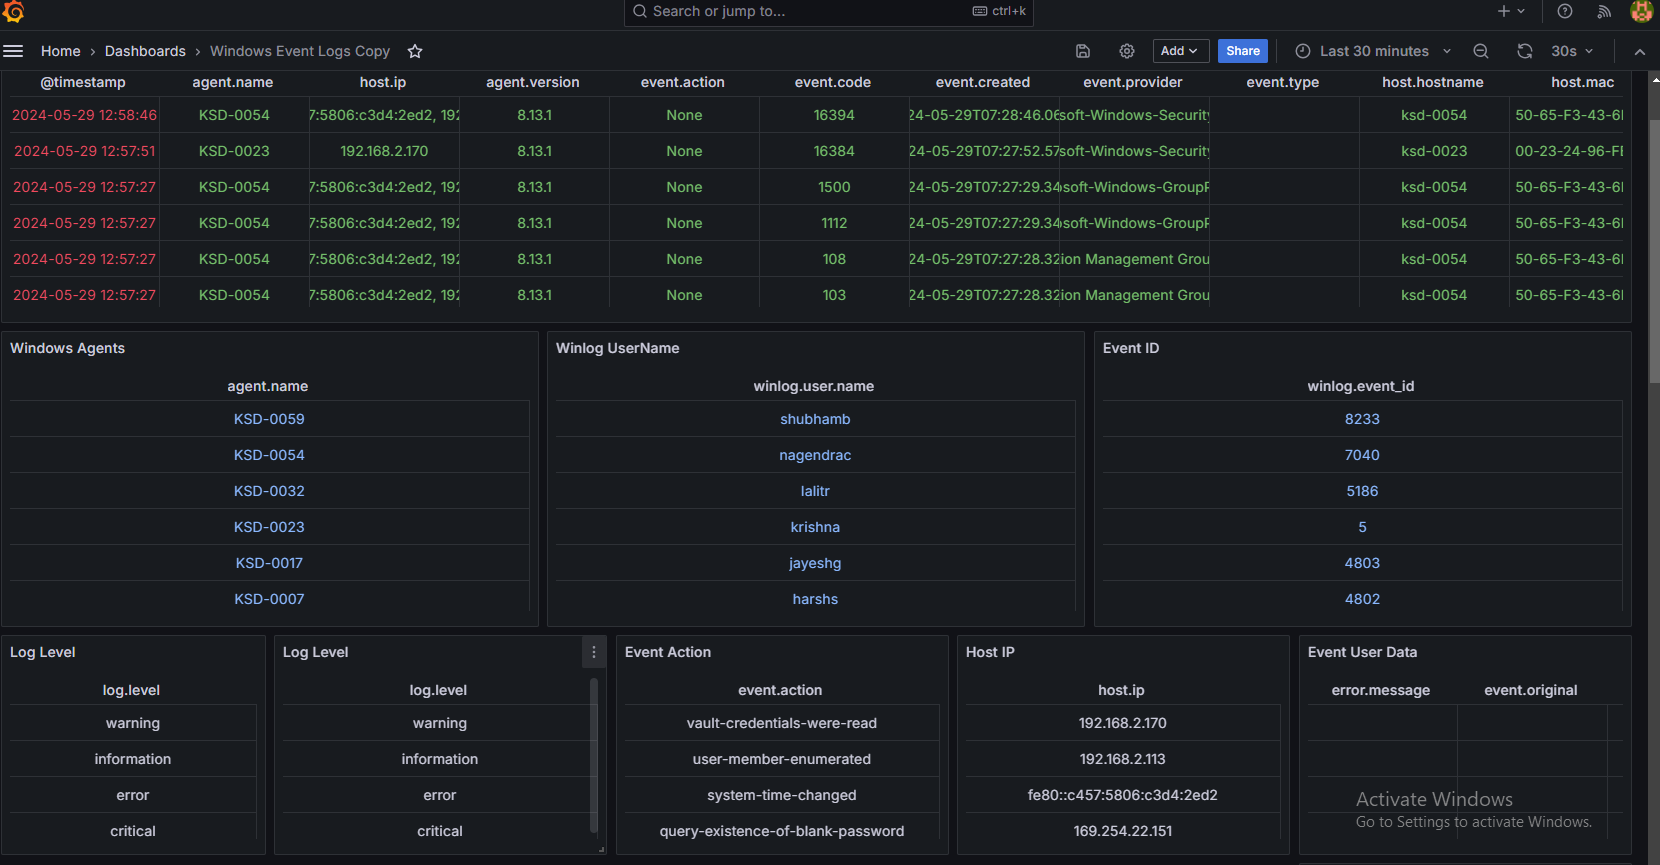 Search or jump to... ctrl+k
Home › Dashboards › Windows Event Logs Copy Add Share Last 30 minutes 30s
@timestamp agent.name host.ip agent.version event.action event.code event.created event.provider event.type host.hostname host.mac
2024-05-29 12:58:46 KSD-0054 7:5806:c3d4:2ed2, 192 8.13.1 None 16394 24-05-29T07:28:46.06 soft-Windows-Security ksd-0054 50-65-F3-43-6
2024-05-29 12:57:51 KSD-0023 192.168.2.170 8.13.1 None 16384 24-05-29T07:27:52.57 soft-Windows-Security ksd-0023 00-23-24-96-F
2024-05-29 12:57:27 KSD-0054 7:5806:c3d4:2ed2, 192 8.13.1 None 1500 24-05-29T07:27:29.34 osoft-Windows-GroupP ksd-0054 50-65-F3-43-6
2024-05-29 12:57:27 KSD-0054 7:5806:c3d4:2ed2, 192 8.13.1 None 1112 24-05-29T07:27:29.34 osoft-Windows-GroupP ksd-0054 50-65-F3-43-6
2024-05-29 12:57:27 KSD-0054 7:5806:c3d4:2ed2, 192 8.13.1 None 108 24-05-29T07:27:28.32 ion Management Grou ksd-0054 50-65-F3-43-6
2024-05-29 12:57:27 KSD-0054 7:5806:c3d4:2ed2, 192 8.13.1 None 103 24-05-29T07:27:28.32 ion Management Grou ksd-0054 50-65-F3-43-6
Windows Agents
agent.name
KSD-0059
KSD-0054
KSD-0032
KSD-0023
KSD-0017
KSD-0007
Winlog UserName
winlog.user.name
shubhamb
nagendrac
lalitr
krishna
jayeshg
harshs
Event ID
winlog.event_id
8233
7040
5186
5
4803
4802
Log Level
log.level
warning
information
error
critical
Log Level
log.level
warning
information
error
critical
Event Action
event.action
vault-credentials-were-read
user-member-enumerated
system-time-changed
query-existence-of-blank-password
Host IP
host.ip
192.168.2.170
192.168.2.113
fe80::c457:5806:c3d4:2ed2
169.254.22.151
Event User Data
error.message event.original
Activate Windows
Go to Settings to activate Windows.